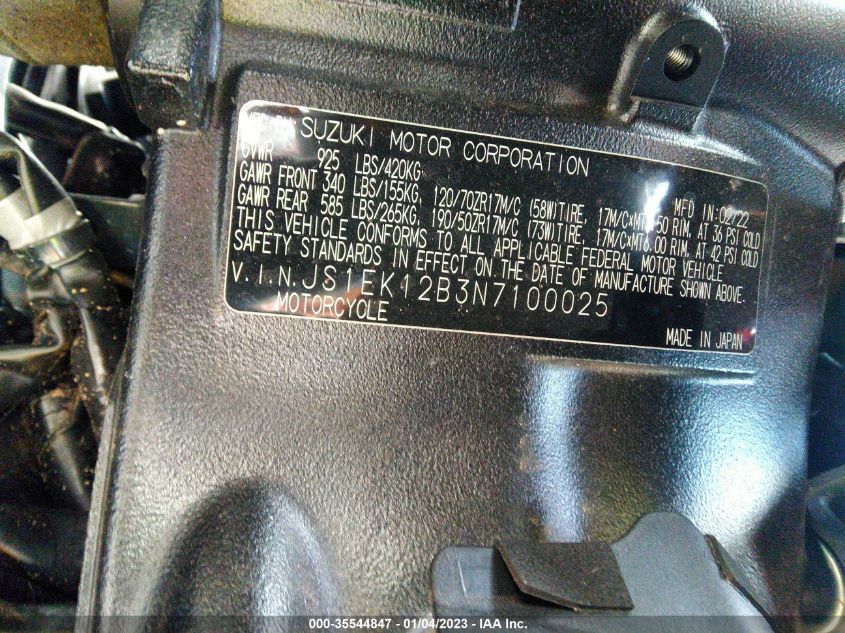 SUZUKI MOTOR CORPORATION
GVWR 925 LBS/420KG MFD IN:02/22
GAWR FRONT 340 LBS/155KG, 120/70ZR17M/C (58W)TIRE, 17M/C×MT3.50 RIM, AT 36 PSI COLD
GAWR REAR 585 LBS/265KG, 190/50ZR17M/C (73W)TIRE, 17M/C×MT6.00 RIM, AT 42 PSI COLD
THIS VEHICLE CONFORMS TO ALL APPLICABLE FEDERAL MOTOR VEHICLE
SAFETY STANDARDS IN EFFECT ON THE DATE OF MANUFACTURE SHOWN ABOVE.
V.I.N.JS1EK12B3N7100025
MOTORCYCLE
MADE IN JAPAN
000-35544847 — 01/04/2023 — IAA Inc.